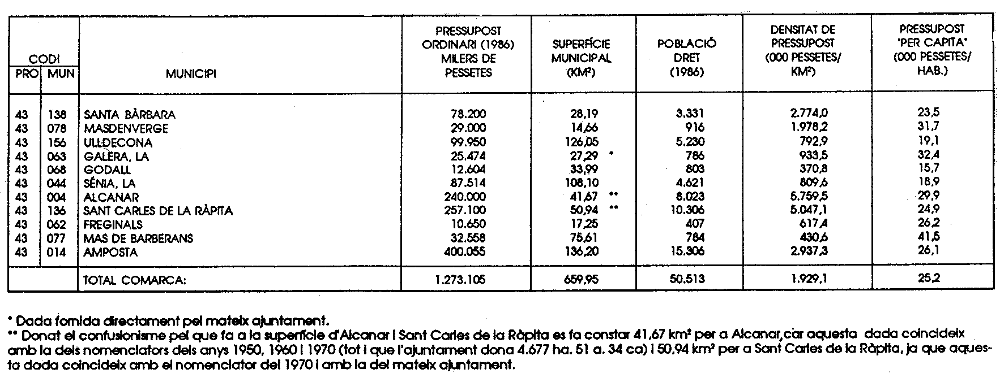 CODI
PRO MUN MUNICIPI PRESSUPOST ORDINARI (1986) MILERS DE PESSETES SUPERFÍCIE MUNICIPAL (KM²) POBLACIÓ DRET (1986) DENSITAT DE PRESSUPOST (000 PESSETES/ KM²) PRESSUPOST "PER CAPITA" (000 PESSETES/ HAB.)
43 138 SANTA BÀRBARA 78.200 28,19 3.331 2.774,0 23,5
43 078 MASDENVERGE 29.000 14,66 916 1.978,2 31,7
43 156 ULLDECONA 99.950 126,05 5.230 792,9 19,1
43 063 GALERA, LA 25.474 27,29 * 786 933,5 32,4
43 068 GODALL 12.604 33,99 803 370,8 15,7
43 044 SÉNIA, LA 87.514 108,10 4.621 809,6 18,9
43 004 ALCANAR 240.000 41,67 ** 8.023 5.759,5 29,9
43 136 SANT CARLES DE LA RÀPITA 257.100 50,94 ** 10.306 5.047,1 24,9
43 062 FREGINALS 10.650 17,25 407 617,4 26,2
43 077 MAS DE BARBERANS 32.558 75,61 784 430,6 41,5
43 014 AMPOSTA 400.055 136,20 15.306 2.937,3 26,1
TOTAL COMARCA: 1.273.105 659,95 50.513 1.929,1 25,2
* Dada fornida directament pel mateix ajuntament.
** Donat el confusionisme pel que fa a la superfície d'Alcanar i Sant Carles de la Ràpita es fa constar 41,67 km² per a Alcanar, car aquesta dada coincideix
amb la dels nomenclators dels anys 1950, 1960 i 1970 (tot i que l'ajuntament dona 4.677 ha. 51 a. 34 ca) i 50,94 km² per a Sant Carles de la Ràpita, ja que aques-
ta dada coincideix amb el nomenclator del 1970 i amb la del mateix ajuntament.